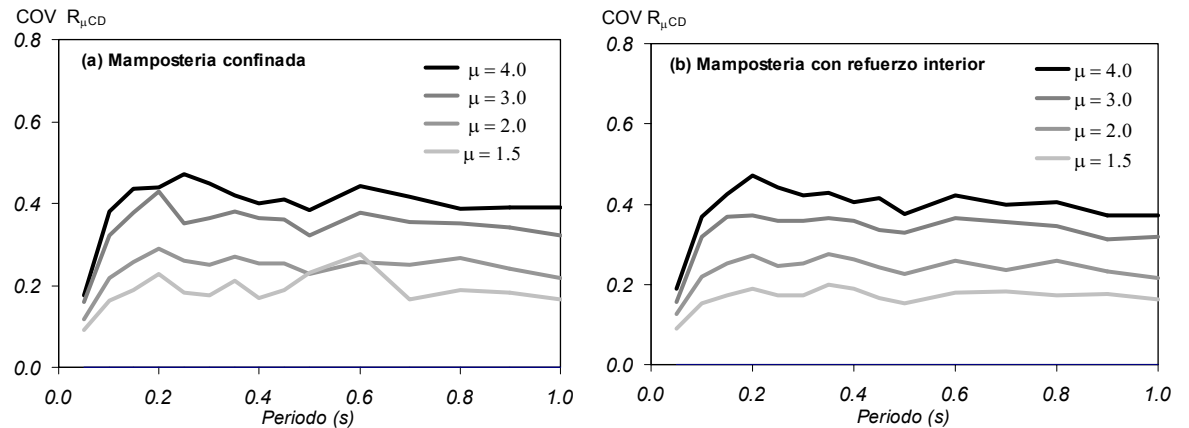 COV R_μCD
(a) Mamposteria confinada
μ = 4.0
μ = 3.0
μ = 2.0
μ = 1.5
0.8
0.6
0.4
0.2
0.0
0.0 0.2 0.4 0.6 0.8 1.0
Periodo (s)
COV R_μCD
(b) Mamposteria con refuerzo interior
μ = 4.0
μ = 3.0
μ = 2.0
μ = 1.5
0.8
0.6
0.4
0.2
0.0
0.0 0.2 0.4 0.6 0.8 1.0
Periodo (s)